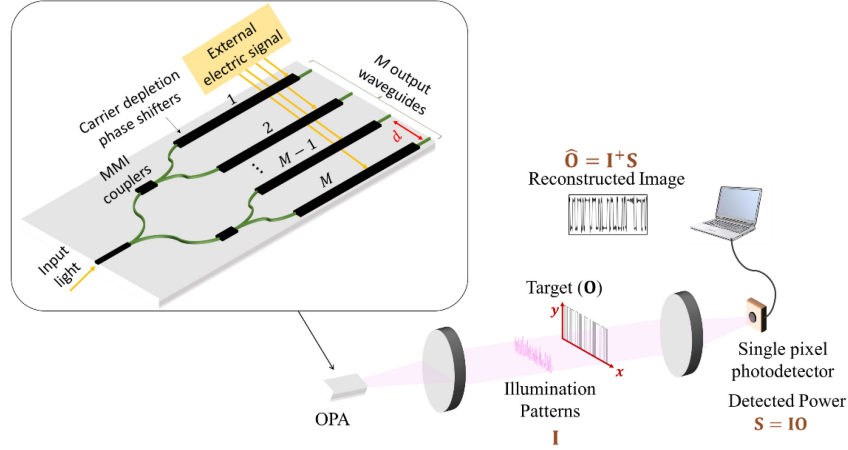 External
electric signal
Carrier depletion
phase shifters
MMI
couplers
Input
light
1
2
⋮
M − 1
M
M output
waveguides
d
OPA
Illumination
Patterns
I
Target (O)
y
x
Ô = I⁺S
Reconstructed Image
Single pixel
photodetector
Detected Power
S = IO